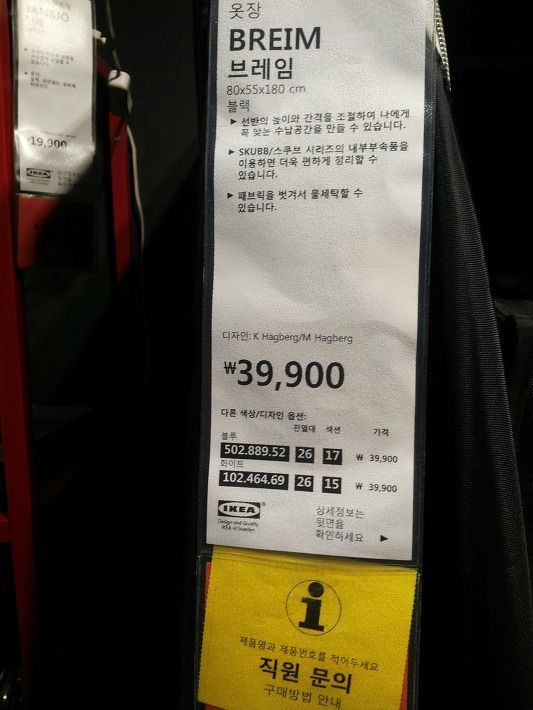 JANSJÖ
19,900
IKEA
옷장
BREIM
브레임
80x55x180 cm
블랙
▶ 선반의 높이와 간격을 조절하여 나에게
꼭 맞는 수납공간을 만들 수 있습니다.
▶ SKUBB/스쿠브 시리즈의 내부부속품을
이용하면 더욱 편하게 정리할 수
있습니다.
▶ 패브릭을 벗겨서 물세탁할 수
있습니다.
디자인: K Hagberg/M Hagberg
₩39,900
다른 색상/디자인 옵션:
진열대 섹션 가격
블루
502.889.52 26 17 ₩ 39,900
화이트
102.464.69 26 15 ₩ 39,900
IKEA®
Design and Quality
IKEA of Sweden
상세정보는
뒷면을
확인하세요 ▶
i
제품명과 제품번호를 적어두세요
직원 문의
구매방법 안내